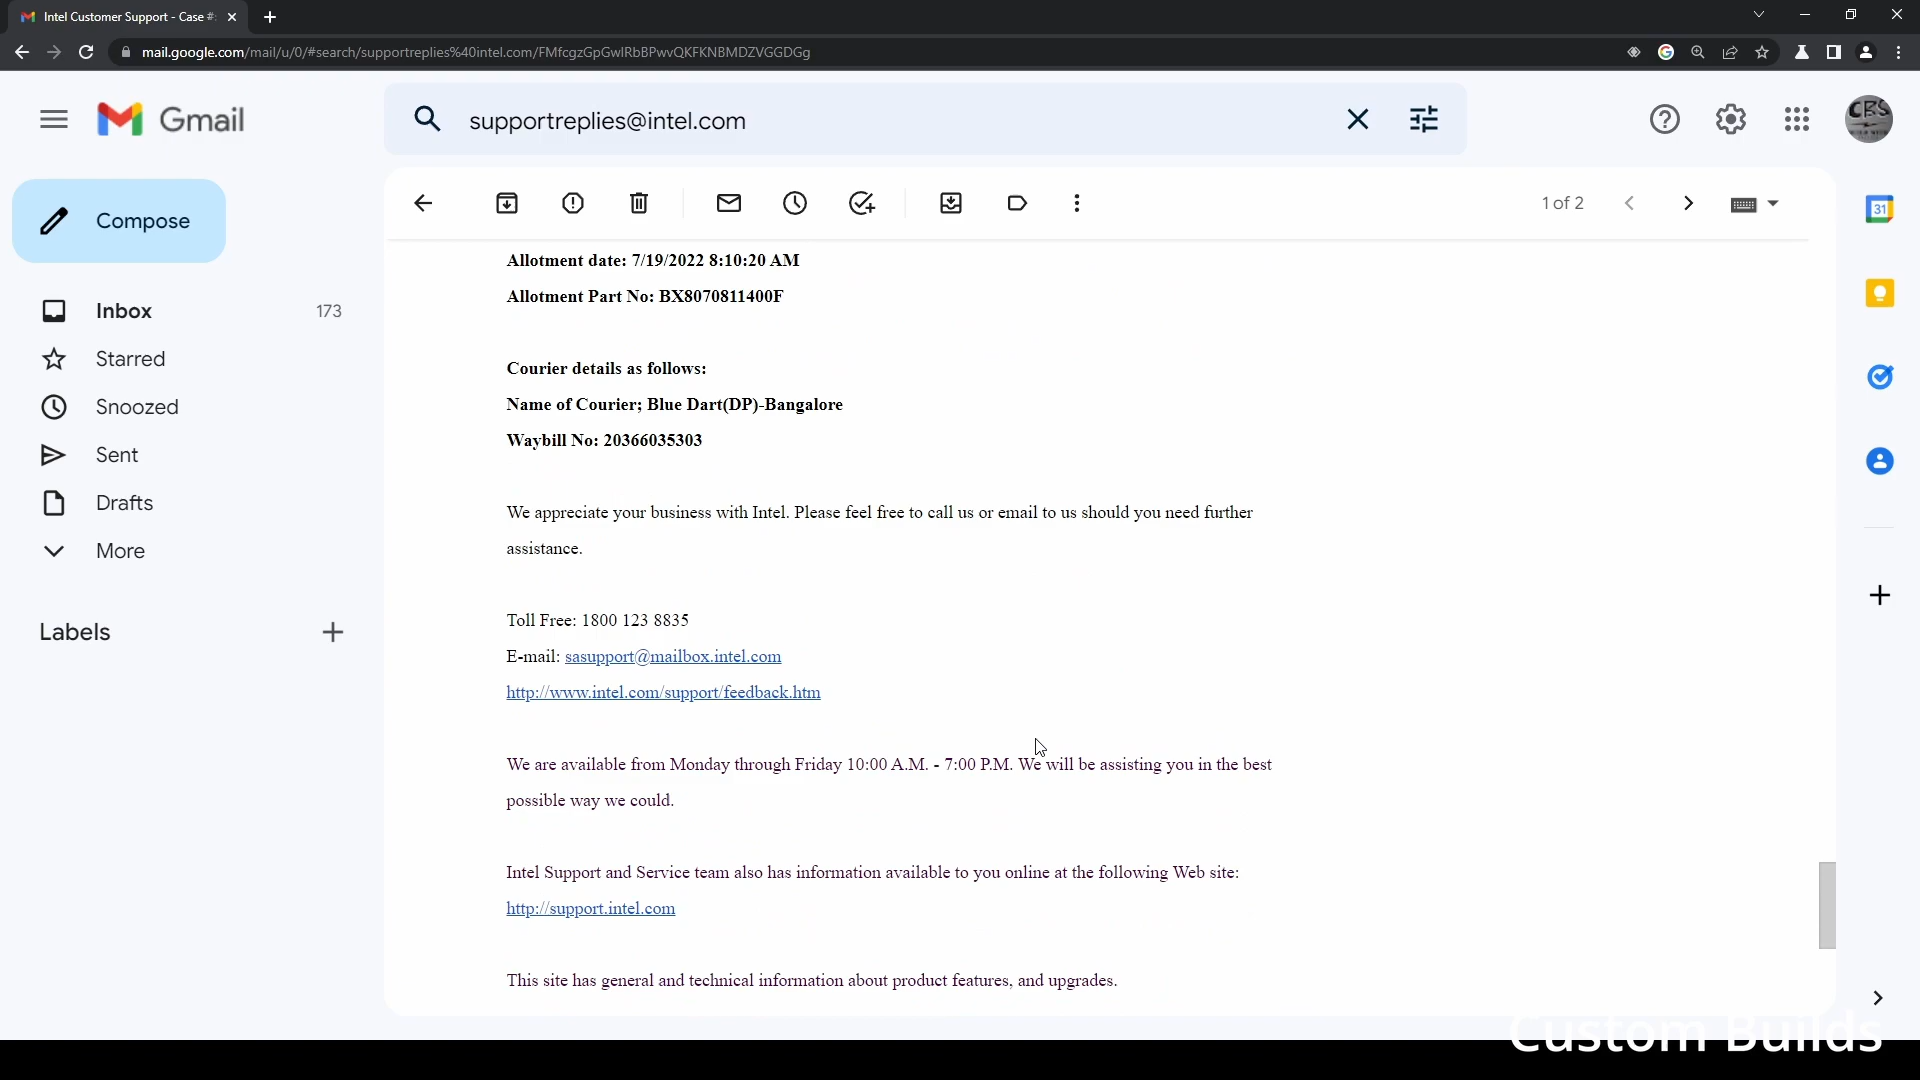 Intel Customer Support - Case #:
mail.google.com/mail/u/0/#search/supportreplies%40intel.com/FMfcgzGpGwlRbBPwvQKFKNBMDZVGGDGg
Gmail
supportreplies@intel.com
CBS
Compose
1 of 2
31
Inbox 173
Starred
Snoozed
Sent
Drafts
More
Labels
Allotment date: 7/19/2022 8:10:20 AM
Allotment Part No: BX8070811400F
Courier details as follows:
Name of Courier; Blue Dart(DP)-Bangalore
Waybill No: 20366035303
We appreciate your business with Intel. Please feel free to call us or email to us should you need further
assistance.
Toll Free: 1800 123 8835
E-mail: sasupport@mailbox.intel.com
http://www.intel.com/support/feedback.htm
We are available from Monday through Friday 10:00 A.M. - 7:00 P.M. We will be assisting you in the best
possible way we could.
Intel Support and Service team also has information available to you online at the following Web site:
http://support.intel.com
This site has general and technical information about product features, and upgrades.
Custom Builds